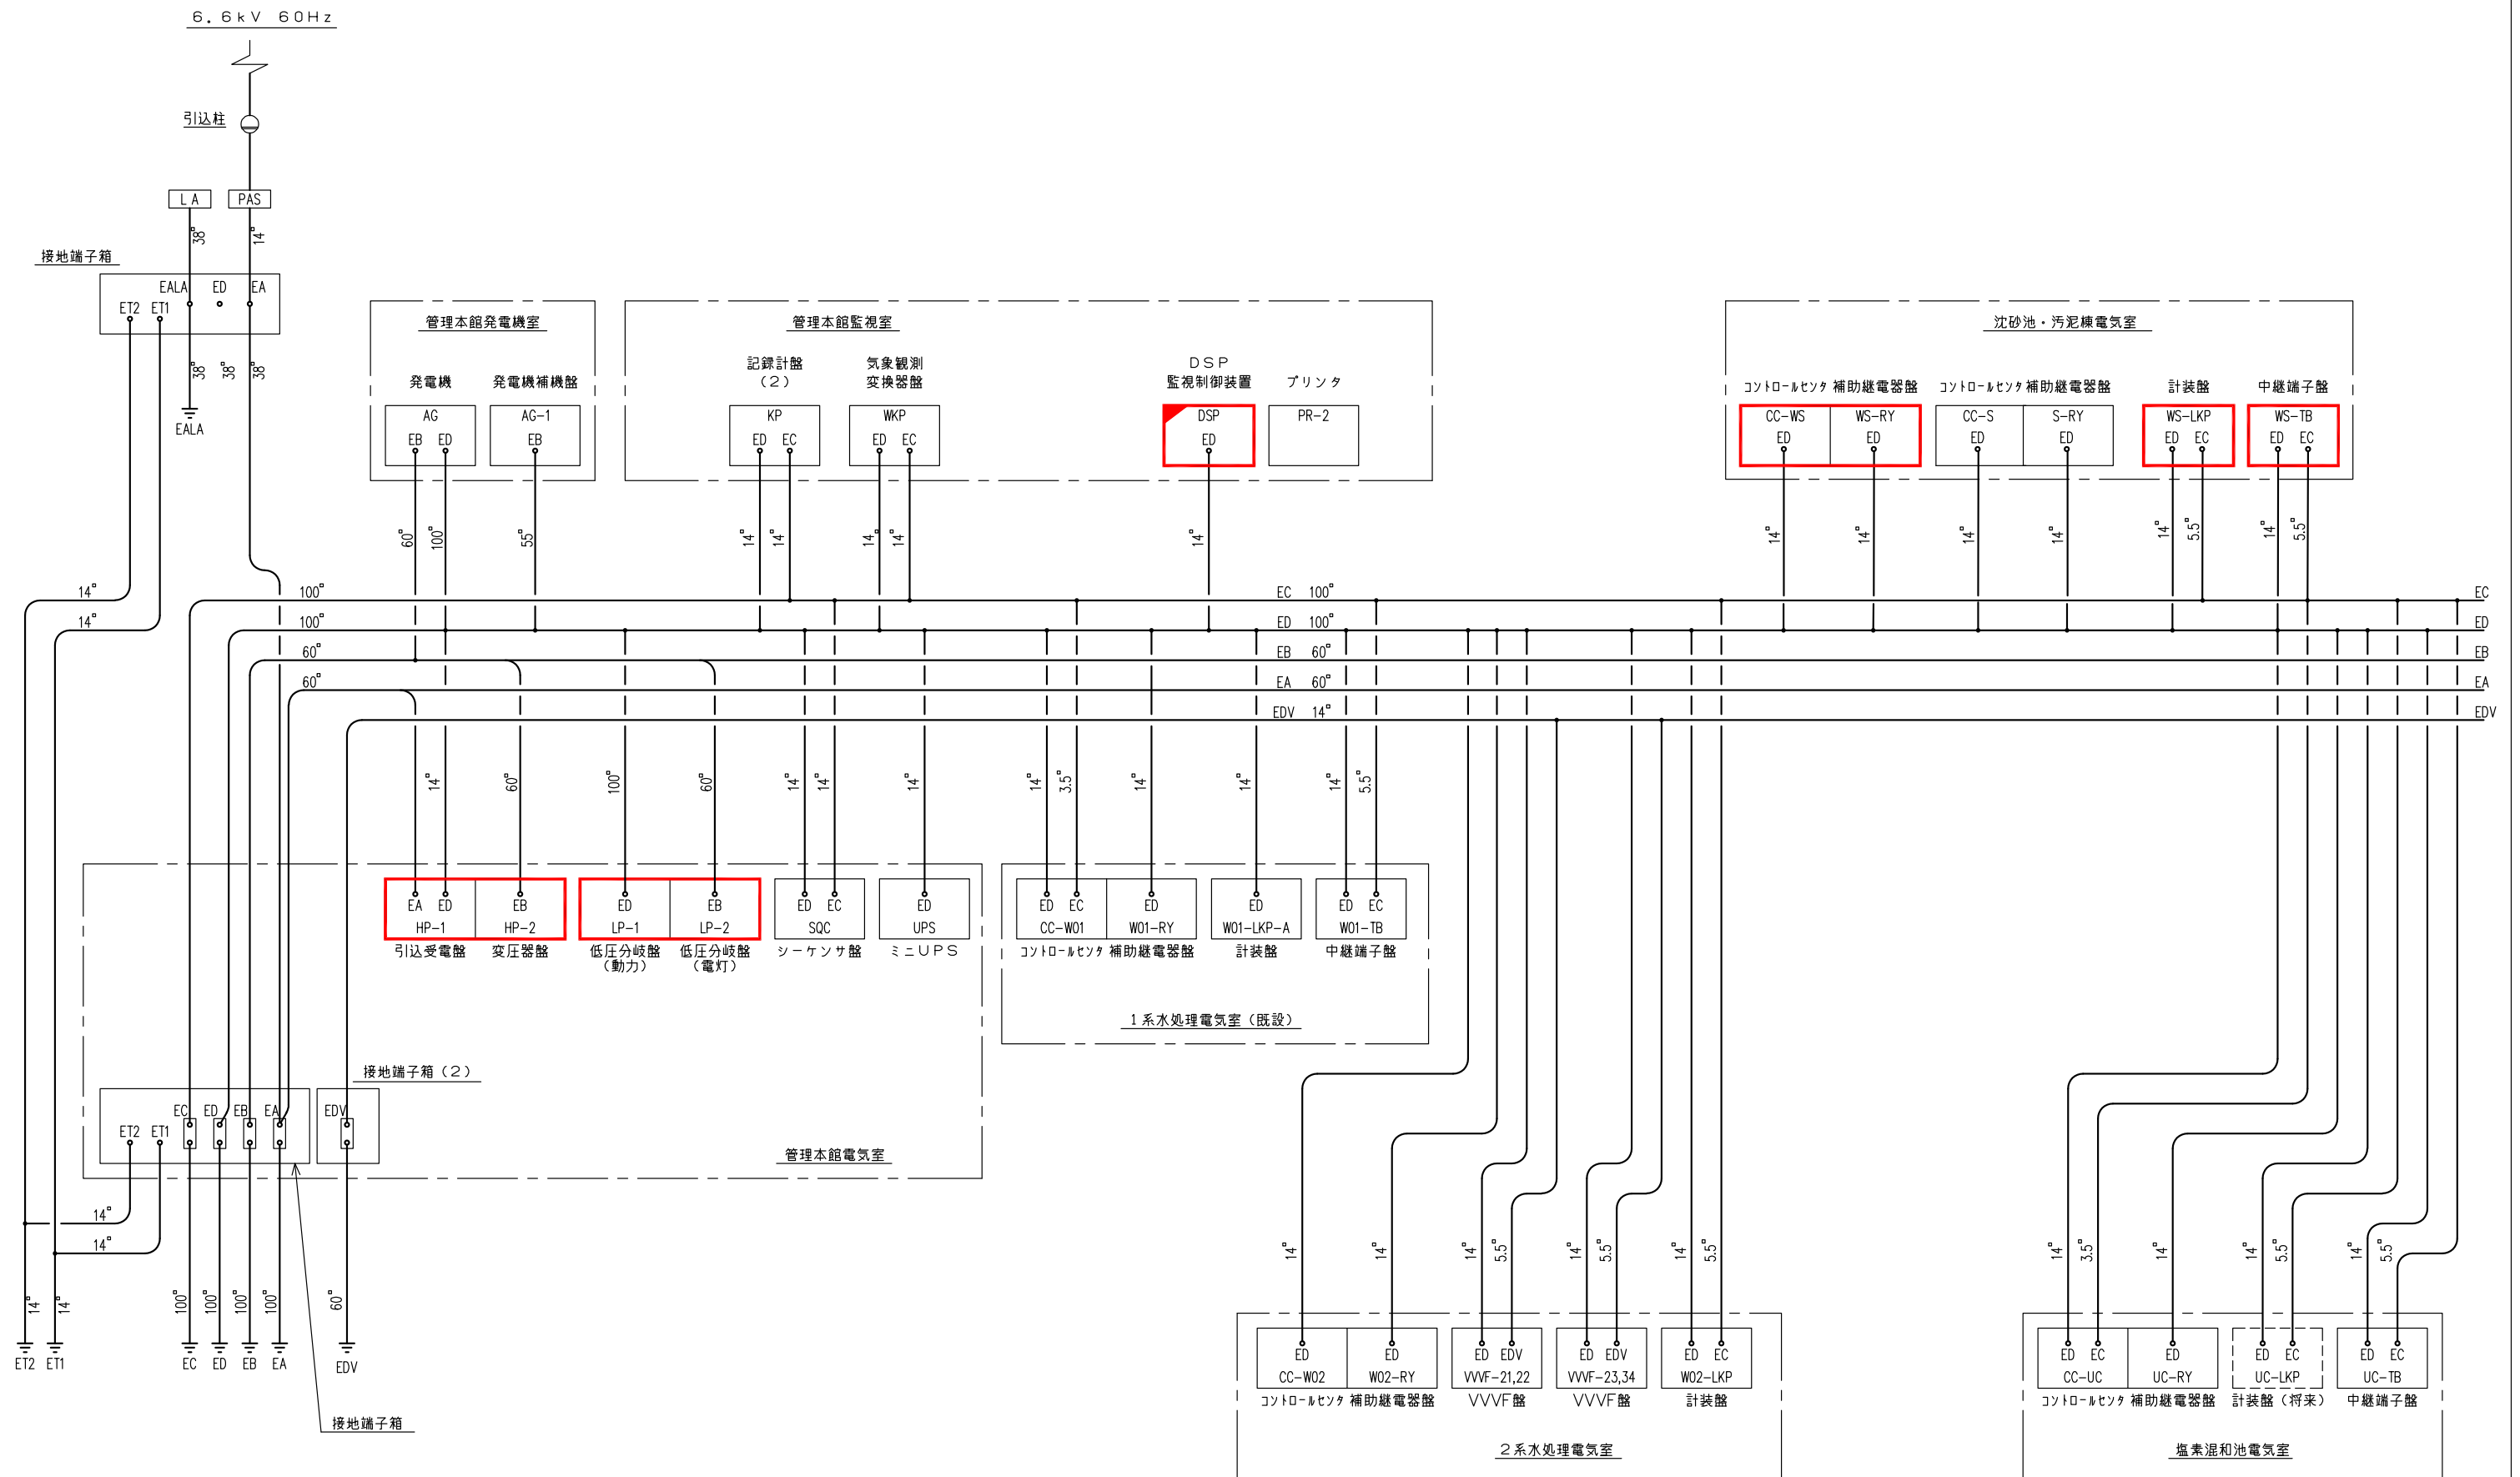 6.6kV 60Hz
引込柱
LA
PAS
38°
14°
接地端子箱
EALA ED EA
ET2 ET1
38° 38° 38°
EALA
管理本館発電機室
発電機 発電機補機盤
AG AG-1
EB ED EB
60° 100° 55°
管理本館監視室
記録計盤
(2)
気象観測
変換器盤
DSP
監視制御装置
プリンタ
KP WKP DSP PR-2
ED EC ED EC ED
14° 14° 14° 14° 14°
沈砂池・汚泥棟電気室
コントロールセンタ 補助継電器盤 コントロールセンタ 補助継電器盤 計装盤 中継端子盤
CC-WS WS-RY CC-S S-RY WS-LKP WS-TB
ED ED ED ED ED EC ED EC
14° 14° 14° 14° 14° 5.5° 14° 5.5°
14° 100° EC 100° EC
14° 100° ED 100° ED
60° EB 60° EB
60° EA 60° EA
EDV 14° EDV
14° 60° 100° 60° 14° 14° 14° 14° 3.5° 14° 14° 14° 5.5°
EA ED EB ED EB ED EC ED
HP-1 HP-2 LP-1 LP-2 SQC UPS
引込受電盤 変圧器盤 低圧分岐盤 低圧分岐盤 シーケンサ盤 ミニUPS
(動力) (電灯)
ED EC ED ED ED EC
CC-W01 W01-RY W01-LKP-A W01-TB
コントロールセンタ 補助継電器盤 計装盤 中継端子盤
1系水処理電気室(既設)
接地端子箱(2)
EC ED EB EA EDV
ET2 ET1
管理本館電気室
14°
14°
14° 14° 100° 100° 100° 100° 60°
ET2 ET1 EC ED EB EA EDV
接地端子箱
14° 14° 14° 5.5° 14° 5.5° 14° 5.5°
ED ED ED EDV ED EDV ED EC
CC-W02 W02-RY VVVF-21,22 VVVF-23,34 W02-LKP
コントロールセンタ 補助継電器盤 VVVF盤 VVVF盤 計装盤
2系水処理電気室
14° 3.5° 14° 14° 5.5° 14° 5.5°
ED EC ED ED EC ED EC
CC-UC UC-RY UC-LKP UC-TB
コントロールセンタ 補助継電器盤 計装盤(将来) 中継端子盤
塩素混和池電気室